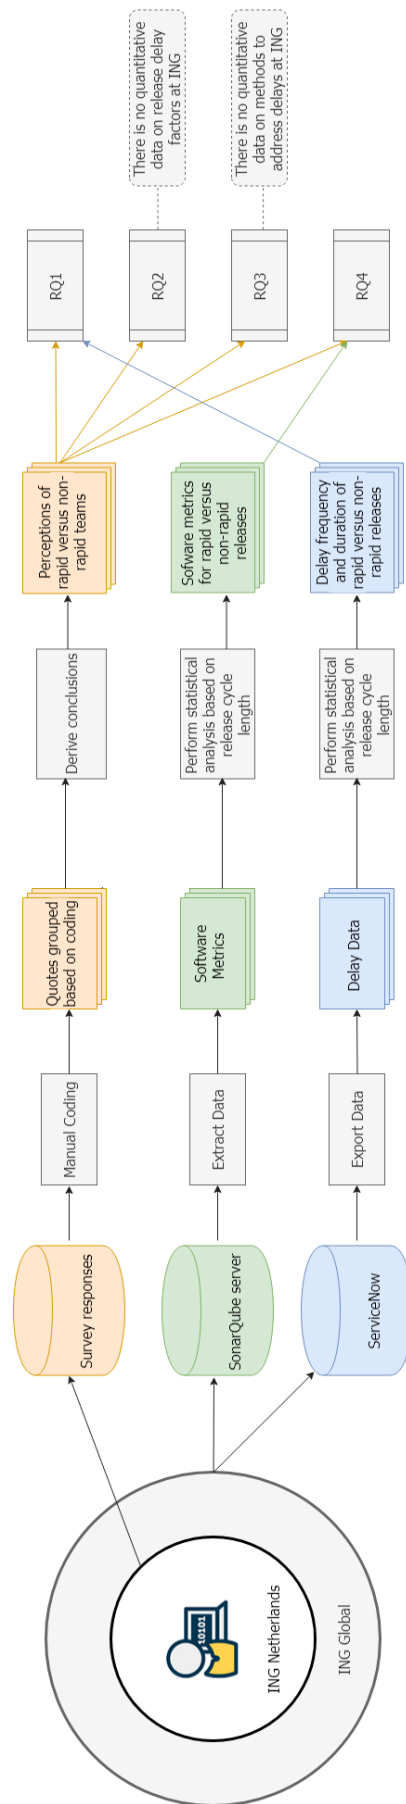 10101
ING Netherlands
ING Global
Survey responses
SonarQube server
ServiceNow
Manual Coding
Extract Data
Export Data
Quotes grouped
based on coding
Software
Metrics
Delay Data
Derive conclusions
Perform statistical
analysis based on
release cycle
length
Perform statistical
analysis based on
release cycle
length
Perceptions of
rapid versus non-
rapid teams
Sofware metrics
for rapid versus
non-rapid
releases
Delay frequency
and duration of
rapid versus non-
rapid releases
RQ1
RQ2
RQ3
RQ4
There is no quantitative
data on release delay
factors at ING
There is no quantitative
data on methods to
address delays at ING